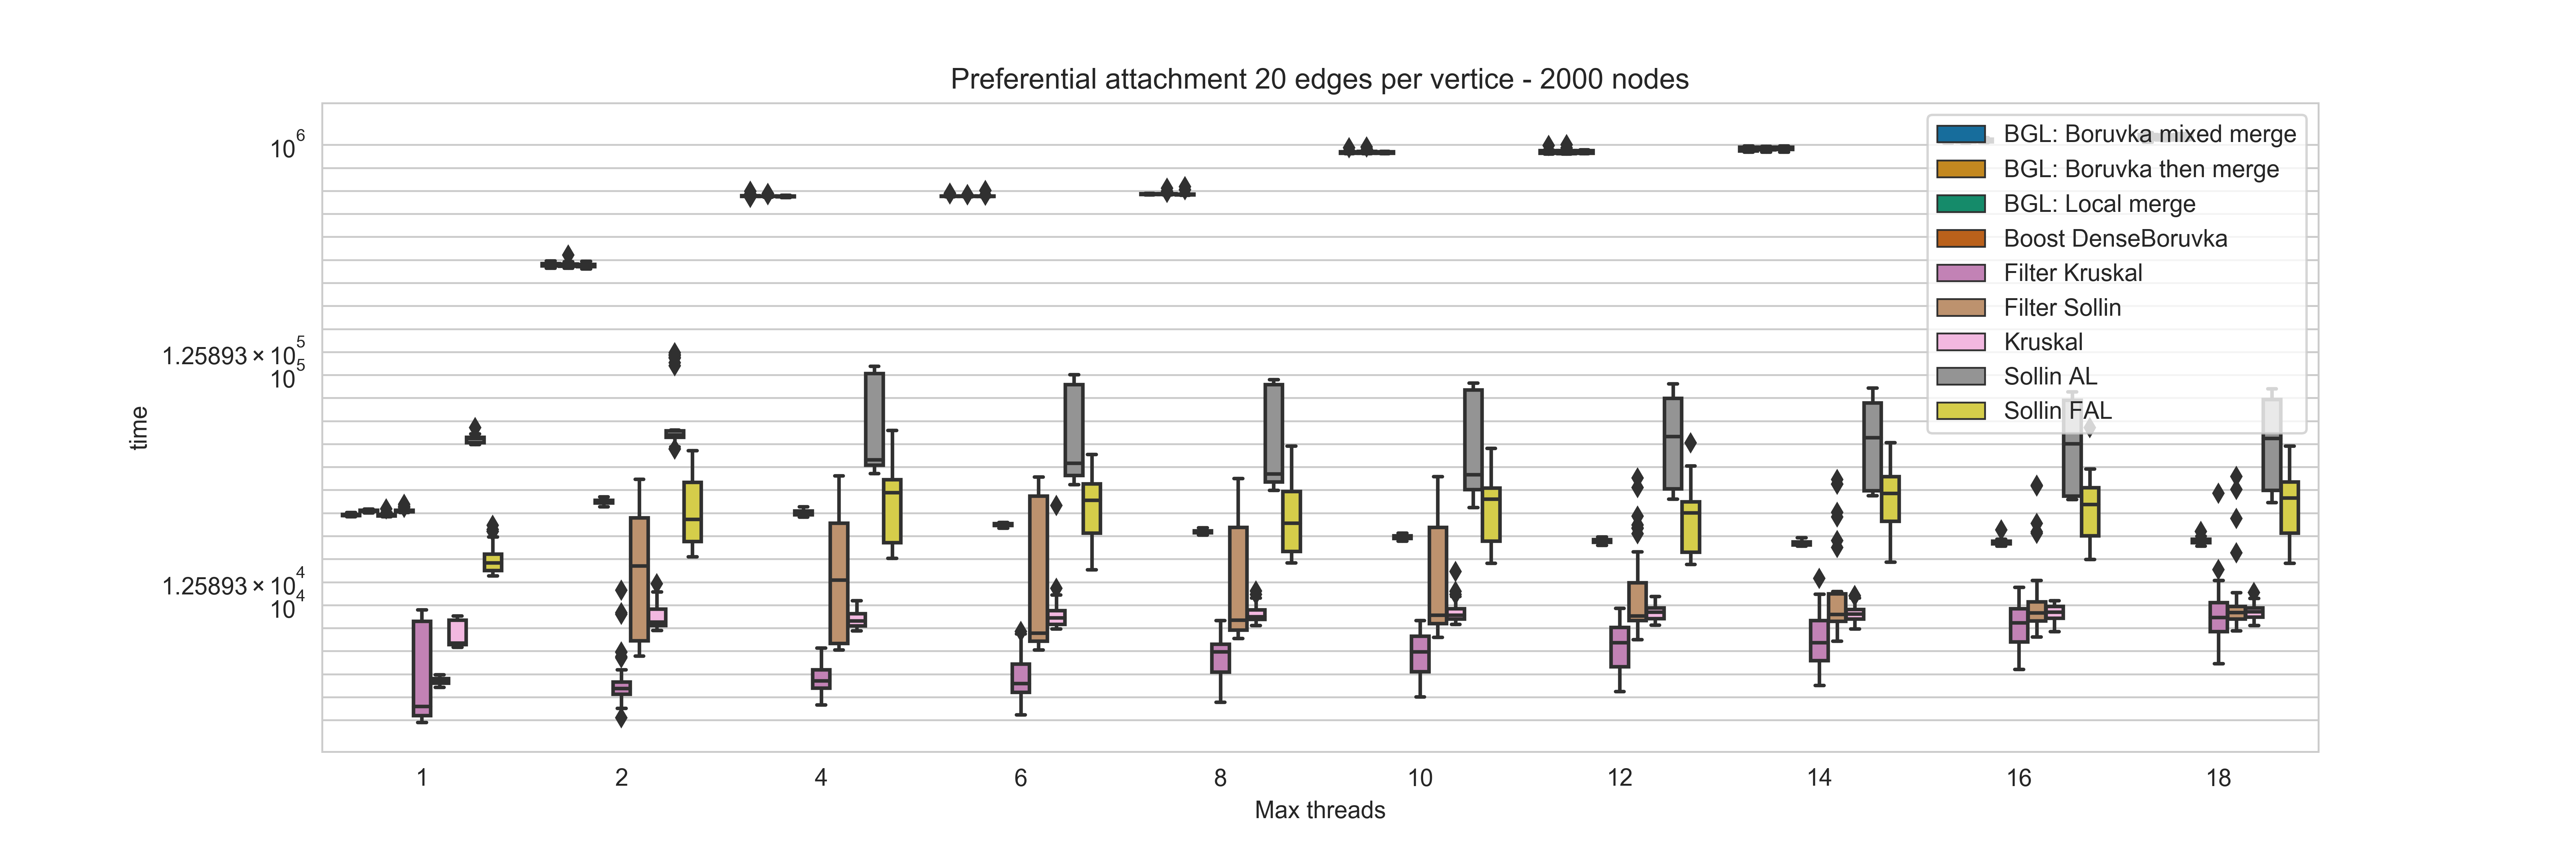 Preferential attachment 20 edges per vertice - 2000 nodes
10^6
1.25893 × 10^5
10^5
1.25893 × 10^4
10^4
time
BGL: Boruvka mixed merge
BGL: Boruvka then merge
BGL: Local merge
Boost DenseBoruvka
Filter Kruskal
Filter Sollin
Kruskal
Sollin AL
Sollin FAL
1 2 4 6 8 10 12 14 16 18
Max threads